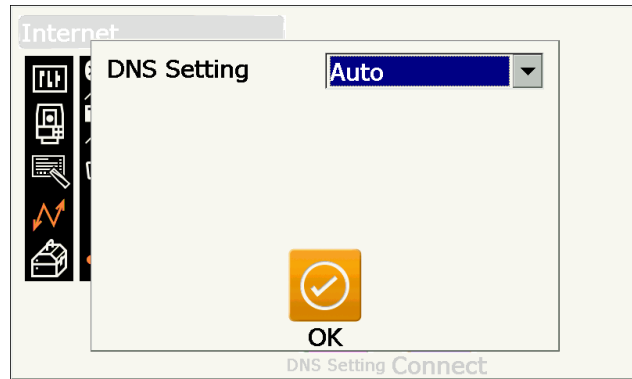 Internet
DNS Setting
Auto
OK
DNS Setting Connect